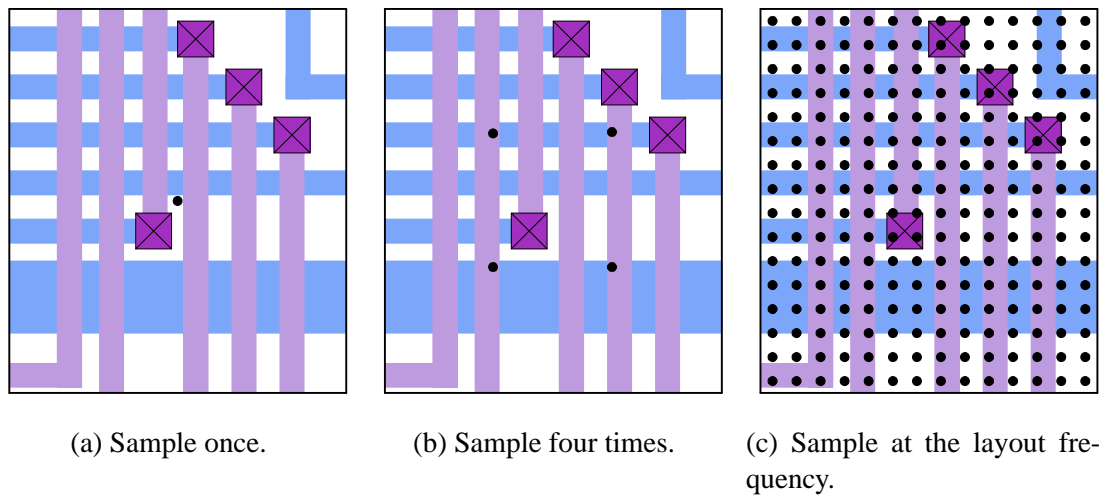 (a) Sample once.
(b) Sample four times.
(c) Sample at the layout fre-
quency.